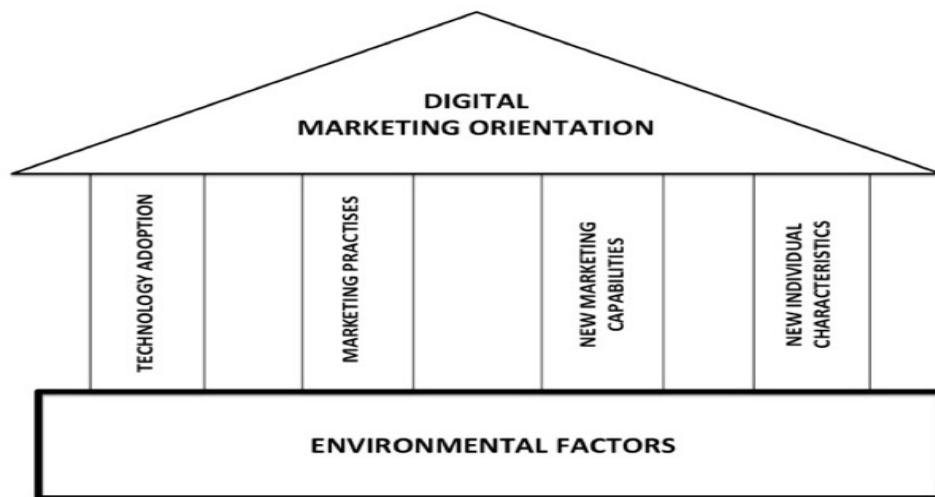 DIGITAL
MARKETING ORIENTATION
TECHNOLOGY ADOPTION
MARKETING PRACTISES
NEW MARKETING
CAPABILITIES
NEW INDIVIDUAL
CHARACTERISTICS
ENVIRONMENTAL FACTORS